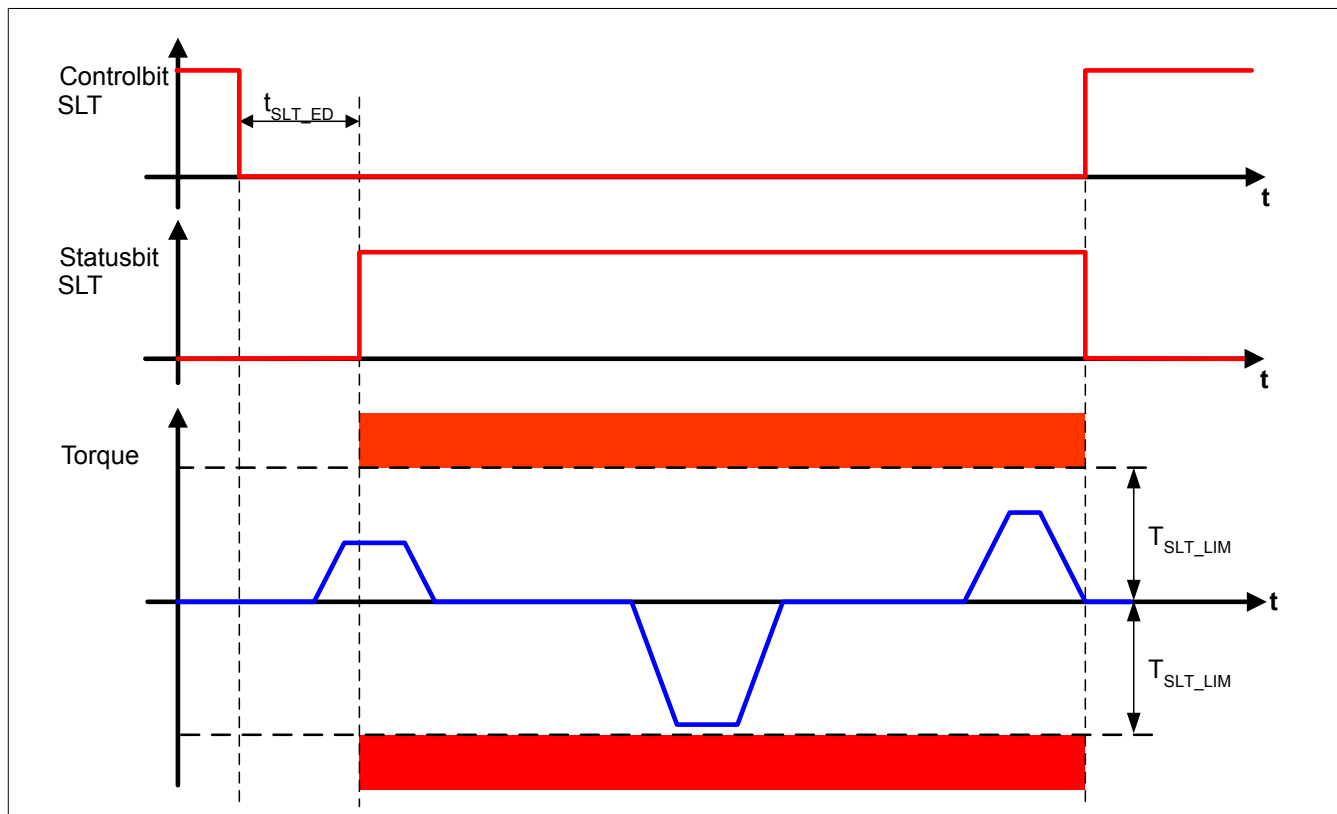 Controlbit
SLT
tSLT_ED
t
Statusbit
SLT
t
Torque
TSLT_LIM
t
TSLT_LIM